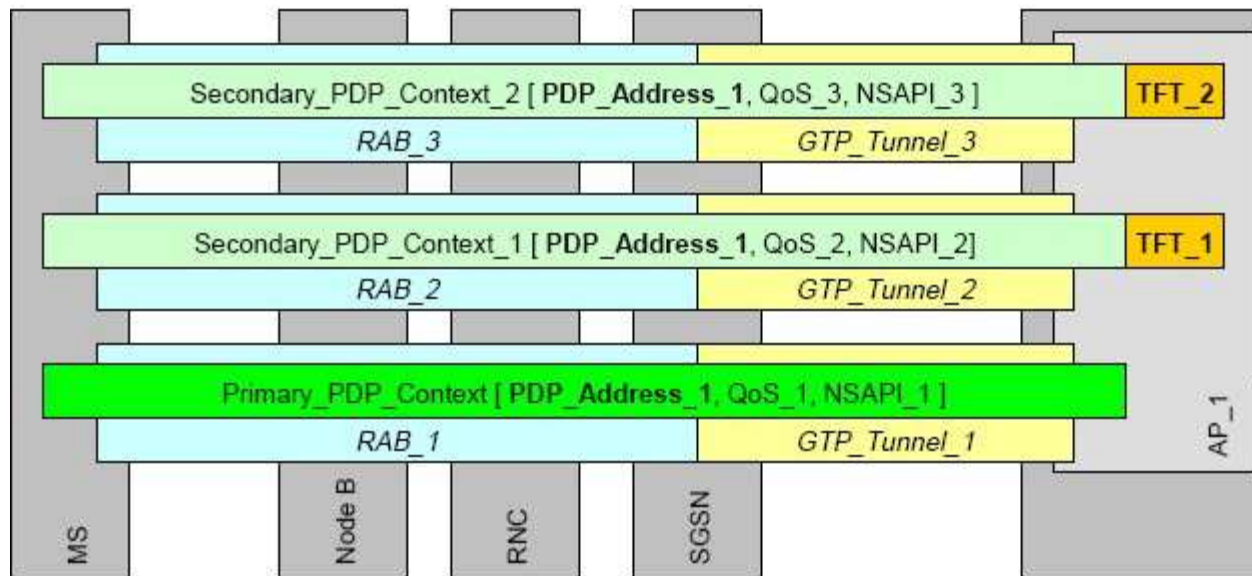 Secondary_PDP_Context_2 [ PDP_Address_1, QoS_3, NSAPI_3 ]
TFT_2
RAB_3
GTP_Tunnel_3
Secondary_PDP_Context_1 [ PDP_Address_1, QoS_2, NSAPI_2]
TFT_1
RAB_2
GTP_Tunnel_2
Primary_PDP_Context [ PDP_Address_1, QoS_1, NSAPI_1 ]
RAB_1
GTP_Tunnel_1
AP_1
MS
Node B
RNC
SGSN